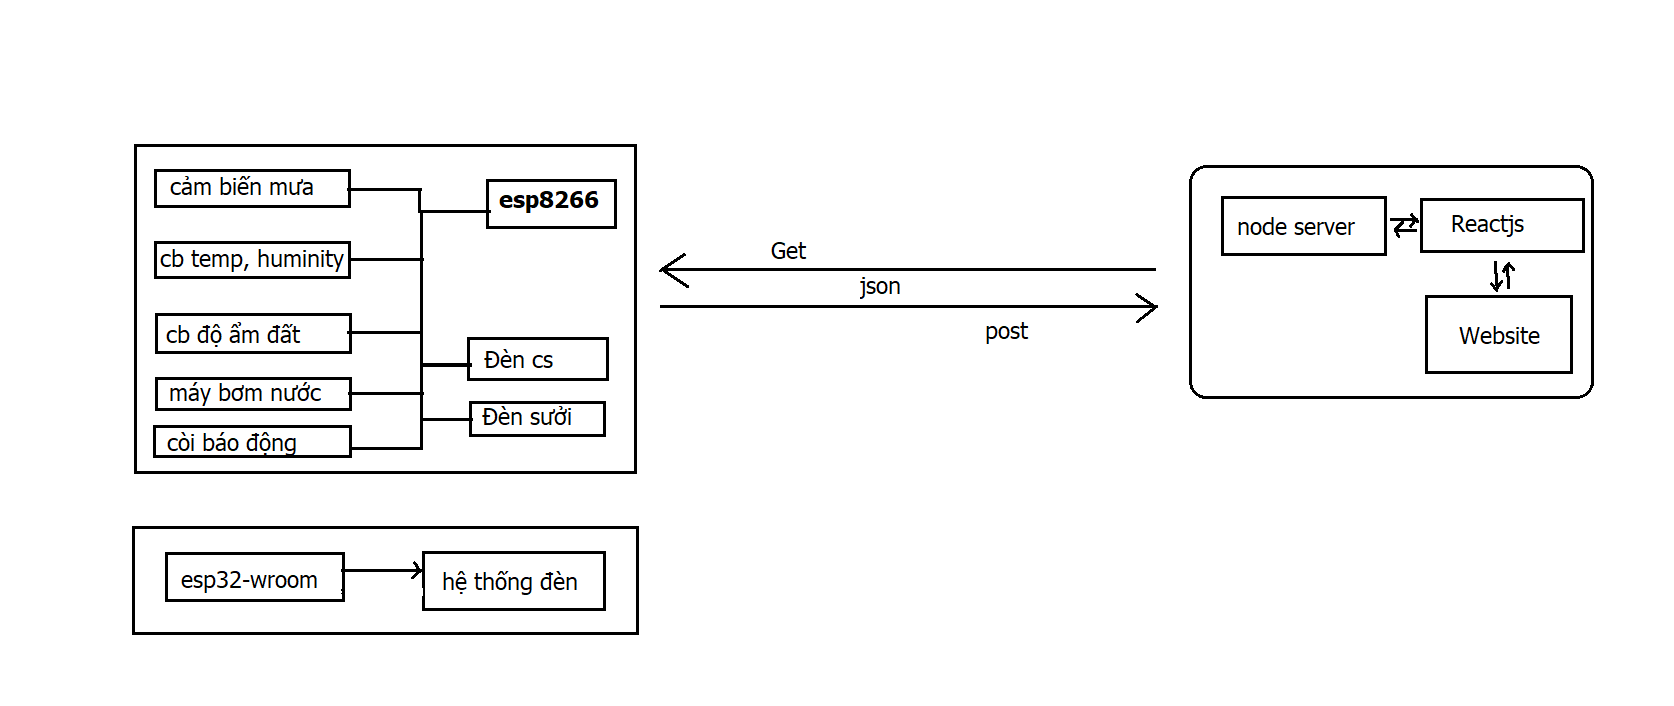 cảm biến mưa
esp8266
cb temp, huminity
cb độ ẩm đất
Đèn cs
máy bơm nước
Đèn sưởi
còi báo động
Get
json
post
node server
Reactjs
Website
esp32-wroom
hệ thống đèn